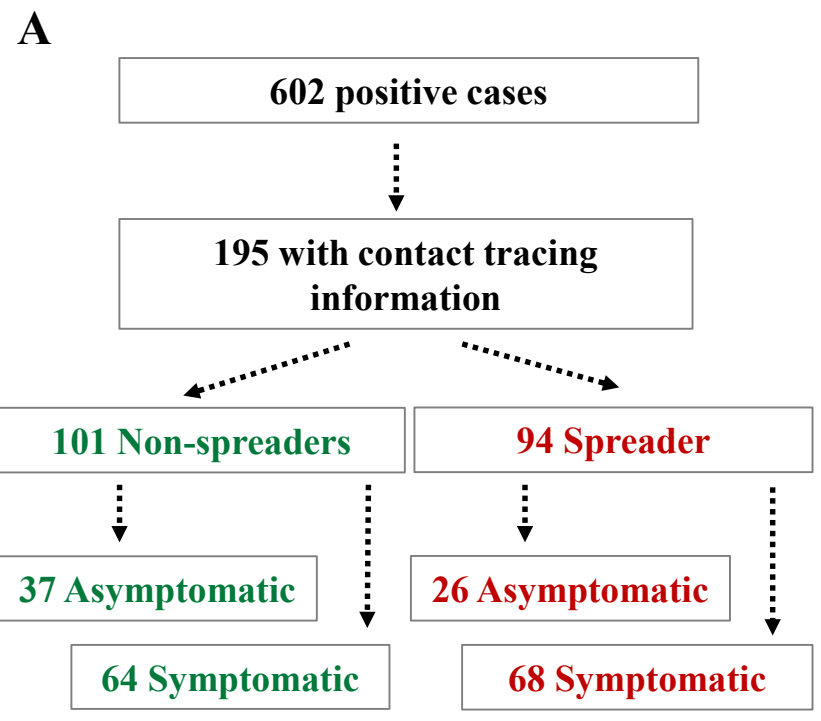 A
602 positive cases
195 with contact tracing
information
101 Non-spreaders
94 Spreader
37 Asymptomatic
26 Asymptomatic
64 Symptomatic
68 Symptomatic